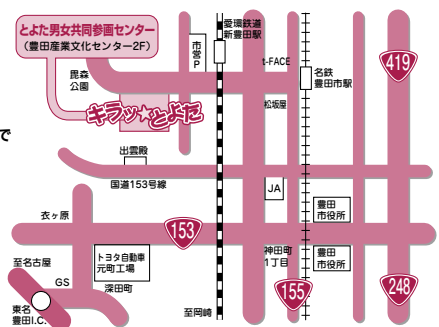 とよた男女共同参画センター
(豊田産業文化センター2F)
市営P
愛環鉄道
新豊田駅
t-FACE
名鉄
豊田市駅
419
毘森
公園
松坂屋
キラッ☆とよた
で
出雲殿
国道153号線
JA
衣ヶ原
豊田
市役所
153
神田町
1丁目
豊田
市役所
至名古屋
トヨタ自動車
元町工場
GS
深田町
155
248
東名
豊田I.C.
至岡崎